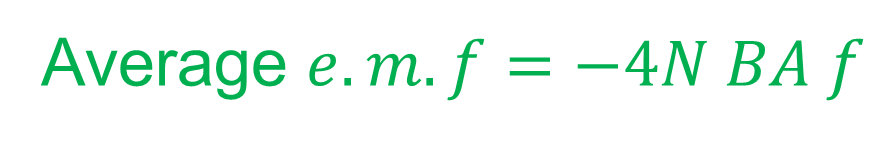 Average e.m.f = −4N BA f